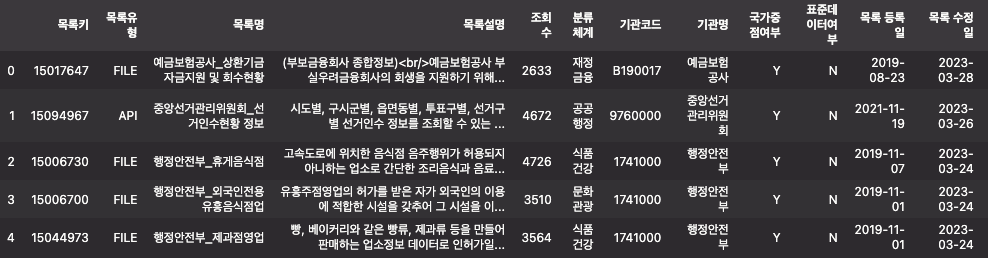 목록키 목록유형 목록명 목록설명 조회수 분류체계 기관코드 기관명 국가중점여부 표준데이터여부 목록 등록일 목록 수정일
0 15017647 FILE 예금보험공사_상환기금 자금지원 및 회수현황 (부보금융회사 종합정보)<br/>예금보험공사 부실우려금융회사의 회생을 지원하기 위해... 2633 재정금융 B190017 예금보험공사 Y N 2019-08-23 2023-03-28
1 15094967 API 중앙선거관리위원회_선거인수현황 정보 시도별, 구시군별, 읍면동별, 투표구별, 선거구별 선거인수 정보를 조회할 수 있는 ... 4672 공공행정 9760000 중앙선거관리위원회 Y N 2021-11-19 2023-03-26
2 15006730 FILE 행정안전부_휴게음식점 고속도로에 위치한 음식점 음주행위가 허용되지 아니하는 업소로 간단한 조리음식과 음료... 4726 식품건강 1741000 행정안전부 Y N 2019-11-07 2023-03-24
3 15006700 FILE 행정안전부_외국인전용유흥음식점업 유흥주점영업의 허가를 받은 자가 외국인의 이용에 적합한 시설을 갖추어 그 시설을 이... 3510 문화관광 1741000 행정안전부 Y N 2019-11-01 2023-03-24
4 15044973 FILE 행정안전부_제과점영업 빵, 베이커리와 같은 빵류, 제과류 등을 만들어 판매하는 업소정보 데이터로 인허가일... 3564 식품건강 1741000 행정안전부 Y N 2019-11-01 2023-03-24